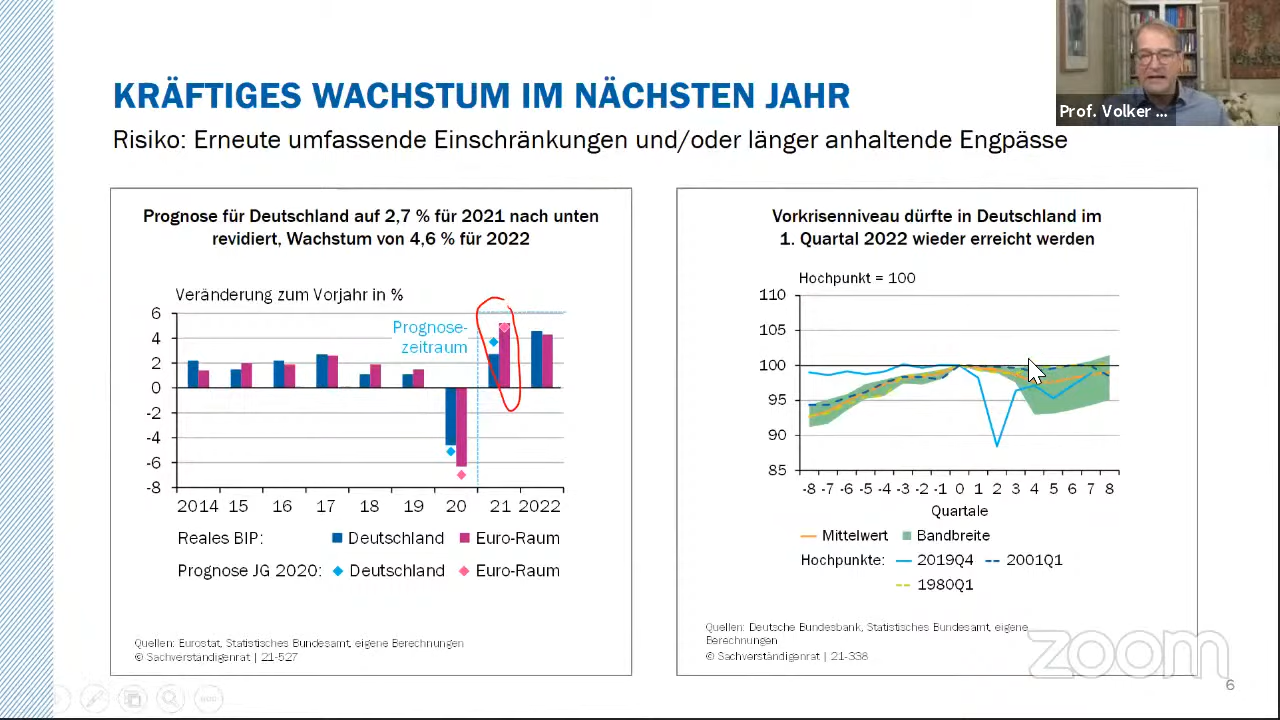 KRÄFTIGES WACHSTUM IM NÄCHSTEN JAHR
Prof. Volker ...
Risiko: Erneute umfassende Einschränkungen und/oder länger anhaltende Engpässe
Prognose für Deutschland auf 2,7 % für 2021 nach unten
revidiert, Wachstum von 4,6 % für 2022
Veränderung zum Vorjahr in %
6
4
2
0
-2
-4
-6
-8
Prognose-
zeitraum
2014 15 16 17 18 19 20 21 2022
Reales BIP: Deutschland Euro-Raum
Prognose JG 2020: Deutschland Euro-Raum
Quellen: Eurostat, Statistisches Bundesamt, eigene Berechnungen
© Sachverständigenrat | 21-527
Vorkrisenniveau dürfte in Deutschland im
1. Quartal 2022 wieder erreicht werden
Hochpunkt = 100
110
105
100
95
90
85
-8 -7 -6 -5 -4 -3 -2 -1 0 1 2 3 4 5 6 7 8
Quartale
Mittelwert Bandbreite
Hochpunkte: 2019Q4 2001Q1
1980Q1
Quellen: Deutsche Bundesbank, Statistisches Bundesamt, eigene
Berechnungen
© Sachverständigenrat | 21-338
zoom
6